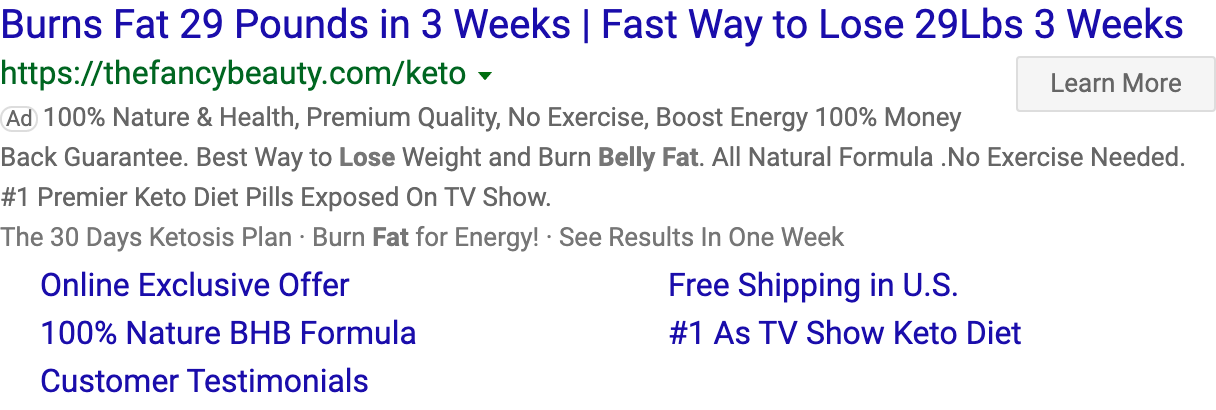 Burns Fat 29 Pounds in 3 Weeks | Fast Way to Lose 29Lbs 3 Weeks
https://thefancybeauty.com/keto
Learn More
Ad 100% Nature & Health, Premium Quality, No Exercise, Boost Energy 100% Money
Back Guarantee. Best Way to Lose Weight and Burn Belly Fat. All Natural Formula .No Exercise Needed.
#1 Premier Keto Diet Pills Exposed On TV Show.
The 30 Days Ketosis Plan · Burn Fat for Energy! · See Results In One Week
Online Exclusive Offer
Free Shipping in U.S.
100% Nature BHB Formula
#1 As TV Show Keto Diet
Customer Testimonials